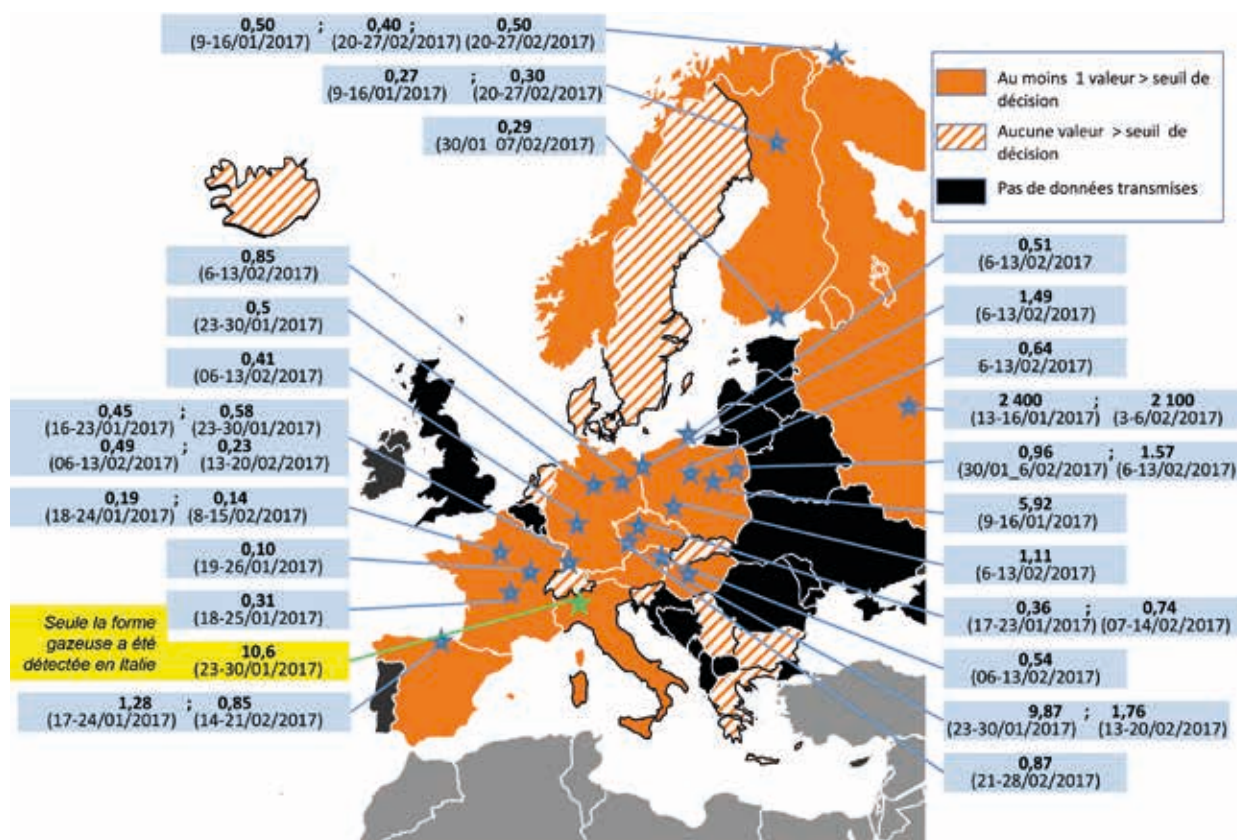 0,50 ; 0,40 ; 0,50
(9-16/01/2017) (20-27/02/2017) (20-27/02/2017)
0,27 ; 0,30
(9-16/01/2017) (20-27/02/2017)
0,29
(30/01 07/02/2017)
Au moins 1 valeur > seuil de
décision
Aucune valeur > seuil de
décision
Pas de données transmises
0,85
(6-13/02/2017)
0,5
(23-30/01/2017)
0,41
(06-13/02/2017)
0,45 ; 0,58
(16-23/01/2017) (23-30/01/2017)
0,49 ; 0,23
(06-13/02/2017) (13-20/02/2017)
0,19 ; 0,14
(18-24/01/2017) (8-15/02/2017)
0,10
(19-26/01/2017)
0,31
(18-25/01/2017)
Seule la forme
gazeuse a été
détectée en Italie
10,6
(23-30/01/2017)
1,28 ; 0,85
(17-24/01/2017) (14-21/02/2017)
0,51
(6-13/02/2017
1,49
(6-13/02/2017)
0,64
6-13/02/2017)
2 400 ; 2 100
(13-16/01/2017) (3-6/02/2017)
0,96 ; 1.57
(30/01_6/02/2017) (6-13/02/2017)
5,92
(9-16/01/2017)
1,11
(6-13/02/2017)
0,36 ; 0,74
(17-23/01/2017) (07-14/02/2017)
0,54
(06-13/02/2017)
9,87 ; 1,76
(23-30/01/2017) (13-20/02/2017)
0,87
(21-28/02/2017)